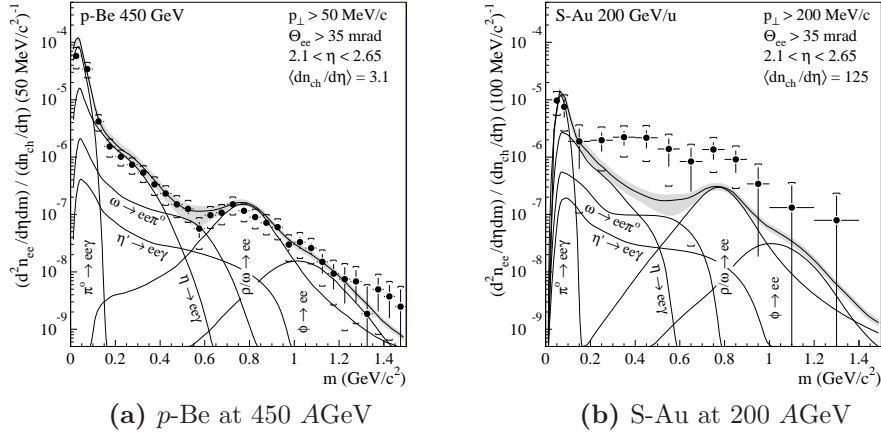 p-Be 450 GeV
p⊥ > 50 MeV/c
Θee > 35 mrad
2.1 < η < 2.65
⟨dnch/dη⟩ = 3.1
(d²nee/dηdm) / (dnch/dη) (50 MeV/c²)⁻¹
10⁻⁴
10⁻⁵
10⁻⁶
10⁻⁷
10⁻⁸
10⁻⁹
π⁰ → eeγ
ω → eeπ⁰
η' → eeγ
η → eeγ
ρ/ω → ee
ϕ → ee
0 0.2 0.4 0.6 0.8 1 1.2 1.4
m (GeV/c²)
(a) p-Be at 450 AGeV
S-Au 200 GeV/u
p⊥ > 200 MeV/c
Θee > 35 mrad
2.1 < η < 2.65
⟨dnch/dη⟩ = 125
(d²nee/dηdm) / (dnch/dη) (100 MeV/c²)⁻¹
10⁻⁴
10⁻⁵
10⁻⁶
10⁻⁷
10⁻⁸
10⁻⁹
π⁰ → eeγ
ω → eeπ⁰
η' → eeγ
η → eeγ
ρ/ω → ee
ϕ → ee
0 0.2 0.4 0.6 0.8 1 1.2 1.4
m (GeV/c²)
(b) S-Au at 200 AGeV